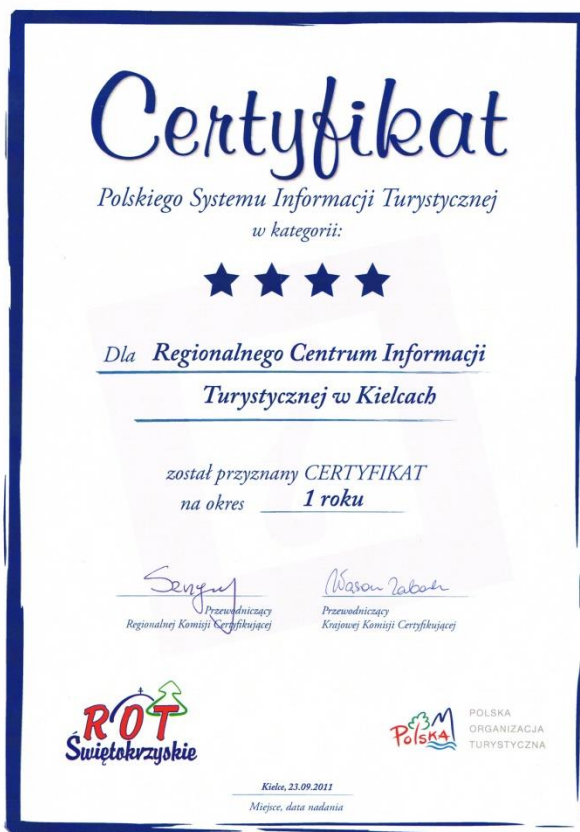 Certyfikat
Polskiego Systemu Informacji Turystycznej
w kategorii:
Dla Regionalnego Centrum Informacji
Turystycznej w Kielcach
został przyznany CERTYFIKAT
na okres 1 roku
Przewodniczący
Regionalnej Komisji Certyfikującej
Przewodniczący
Krajowej Komisji Certyfikującej
ROT
Świętokrzyskie
Polska
POLSKA
ORGANIZACJA
TURYSTYCZNA
Kielce, 23.09.2011
Miejsce, data nadania